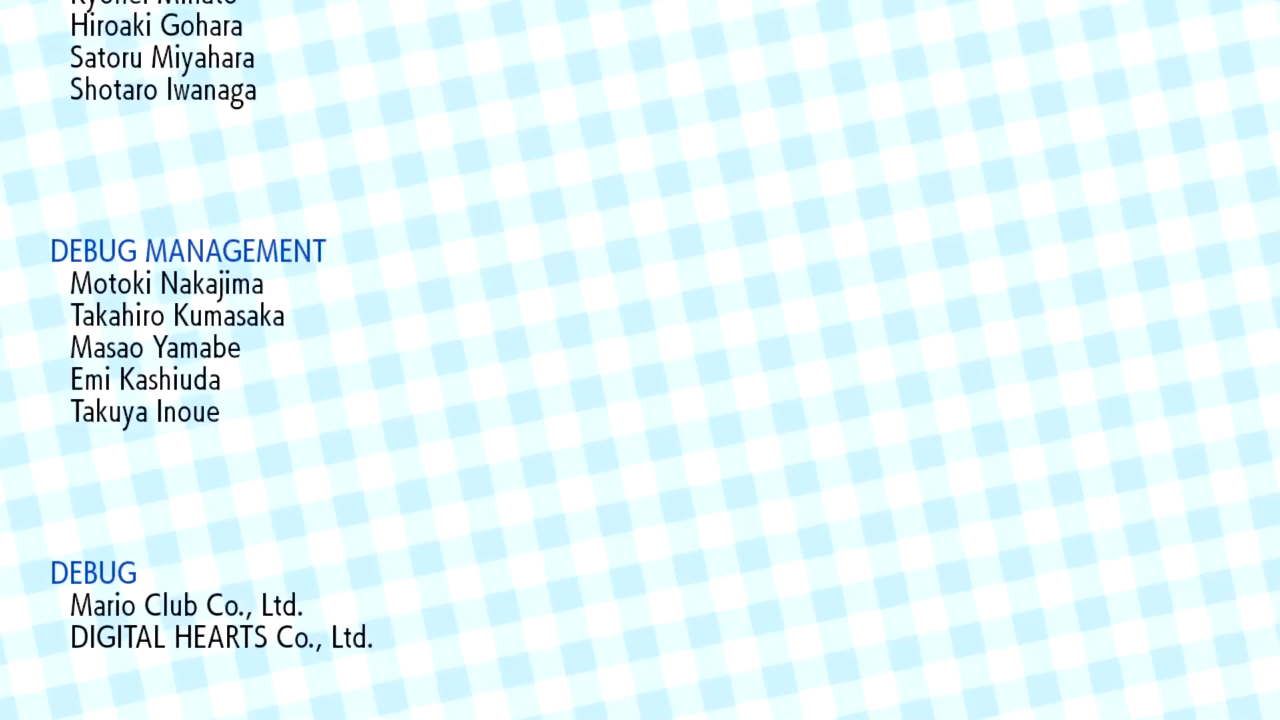 Hiroaki Gohara
Satoru Miyahara
Shotaro Iwanaga
DEBUG MANAGEMENT
Motoki Nakajima
Takahiro Kumasaka
Masao Yamabe
Emi Kashiuda
Takuya Inoue
DEBUG
Mario Club Co., Ltd.
DIGITAL HEARTS Co., Ltd.